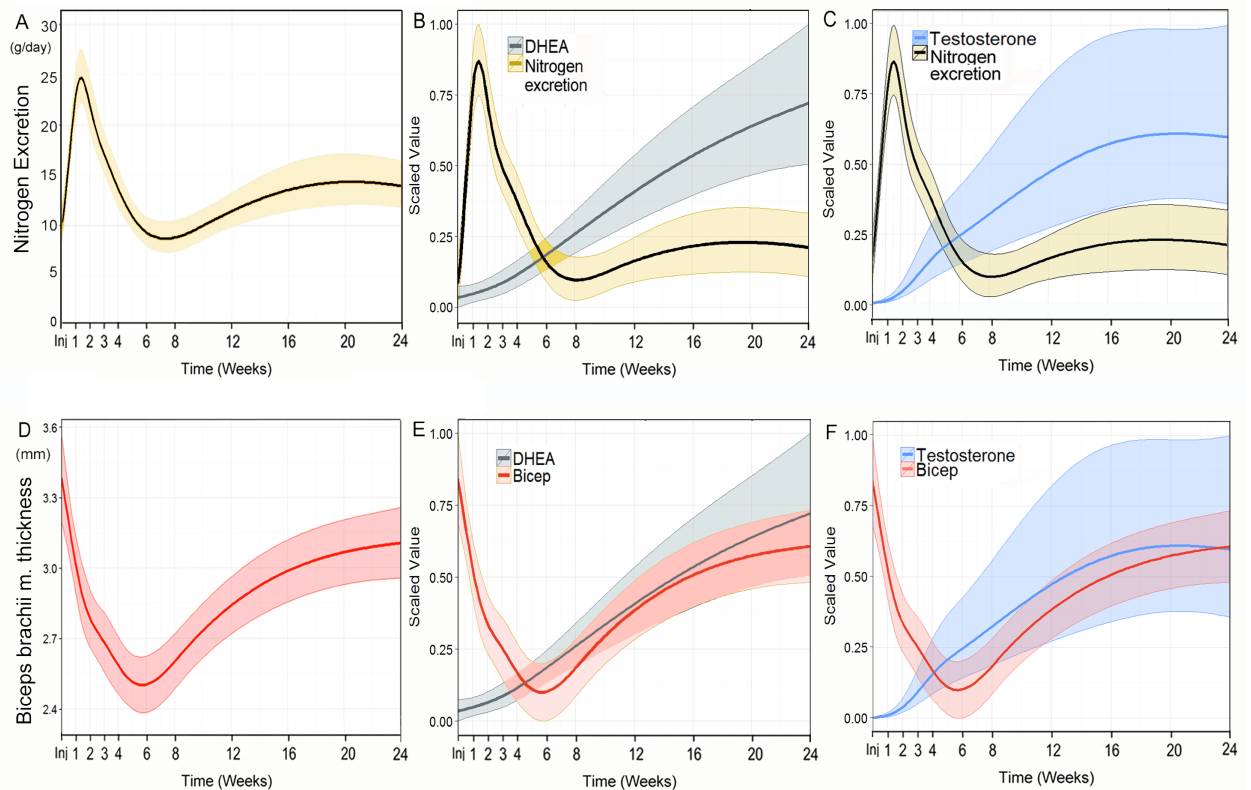 A
(g/day)
Nitrogen Excretion
30
25
20
15
10
5
0
Inj 1 2 3 4 6 8 12 16 20 24
Time (Weeks)
B
DHEA
Nitrogen
excretion
Scaled Value
1.00
0.75
0.50
0.25
0.00
Inj 1 2 3 4 6 8 12 16 20 24
Time (Weeks)
C
Testosterone
Nitrogen
excretion
Scaled Value
1.00
0.75
0.50
0.25
0.00
Inj 1 2 3 4 6 8 12 16 20 24
Time (Weeks)
D
(mm)
Biceps brachii m. thickness
3.6
3.3
3.0
2.7
2.4
Inj 1 2 3 4 6 8 12 16 20 24
Time (Weeks)
E
DHEA
Bicep
Scaled Value
1.00
0.75
0.50
0.25
0.00
Inj 1 2 3 4 6 8 12 16 20 24
Time (Weeks)
F
Testosterone
Bicep
Scaled Value
1.00
0.75
0.50
0.25
0.00
Inj 1 2 3 4 6 8 12 16 20 24
Time (Weeks)